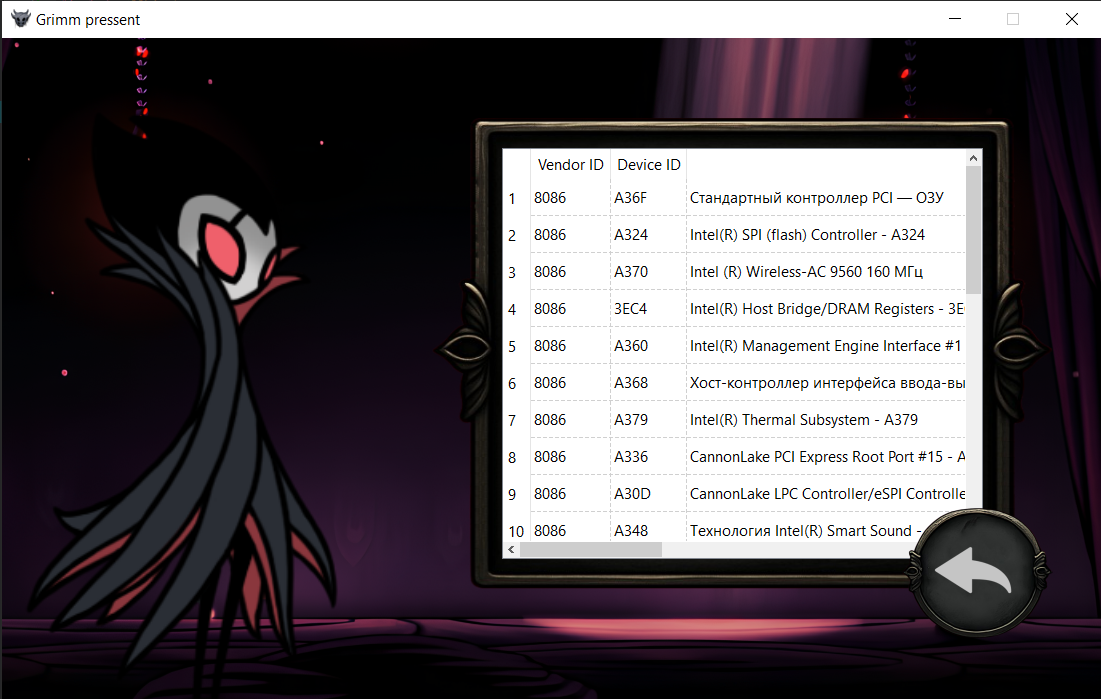 Grimm pressent
Vendor ID Device ID
1 8086 A36F Стандартный контроллер PCI — ОЗУ
2 8086 A324 Intel(R) SPI (flash) Controller - A324
3 8086 A370 Intel (R) Wireless-AC 9560 160 МГц
4 8086 3EC4 Intel(R) Host Bridge/DRAM Registers - 3E
5 8086 A360 Intel(R) Management Engine Interface #1
6 8086 A368 Хост-контроллер интерфейса ввода-вы
7 8086 A379 Intel(R) Thermal Subsystem - A379
8 8086 A336 CannonLake PCI Express Root Port #15 - A
9 8086 A30D CannonLake LPC Controller/eSPI Controlle
10 8086 A348 Технология Intel(R) Smart Sound -